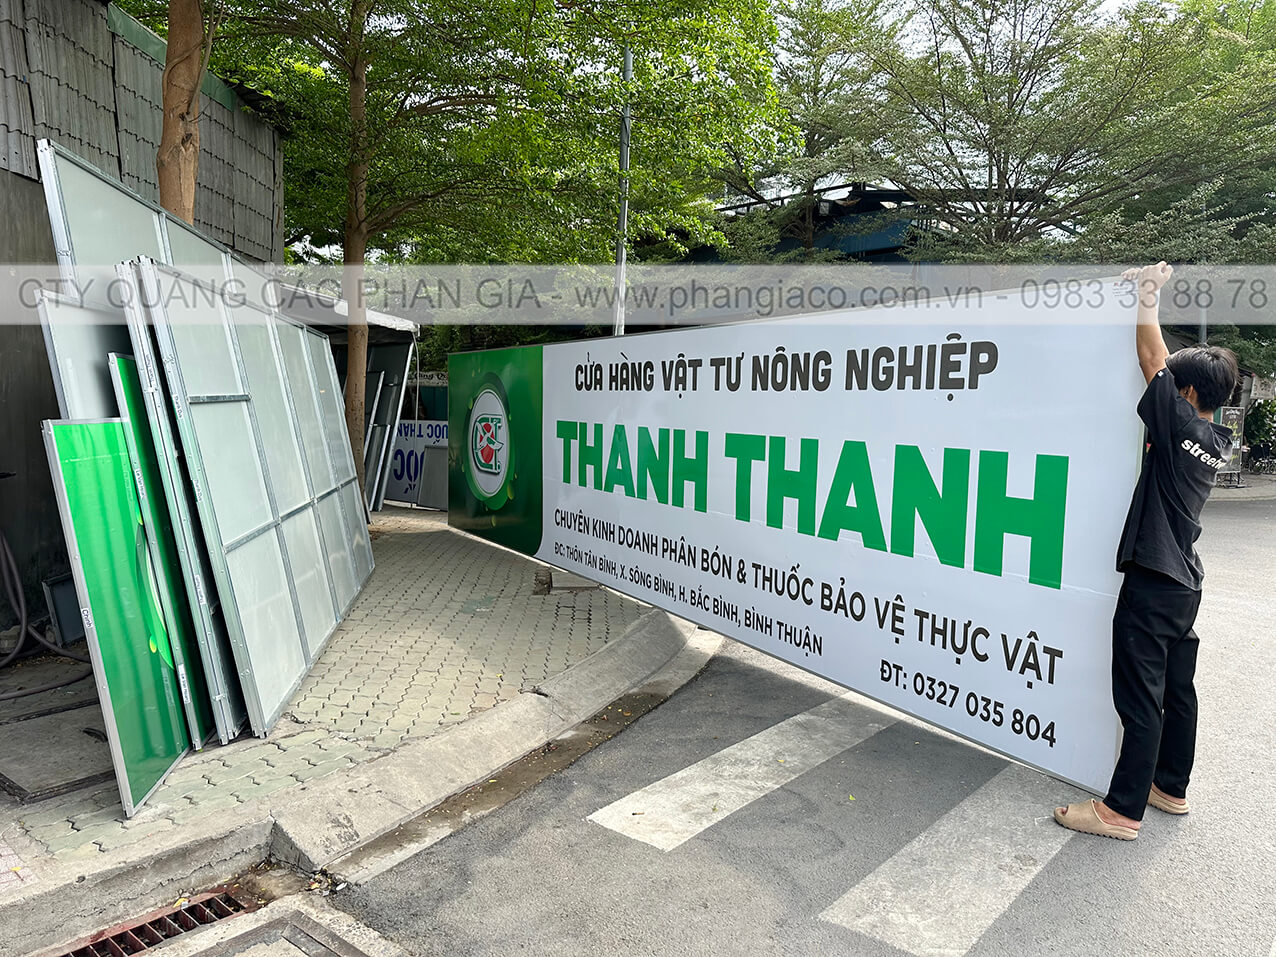 CTY QUANG CAO PHAN GIA - www.phangiaco.com.vn - 0983 33 88 78
CỬA HÀNG VẬT TƯ NÔNG NGHIỆP
THANH THANH
CHUYÊN KINH DOANH PHÂN BÓN & THUỐC BẢO VỆ THỰC VẬT
ĐC: THÔN TÂN BÌNH, X. SÔNG BÌNH, H. BẮC BÌNH, BÌNH THUẬN
ĐT: 0327 035 804